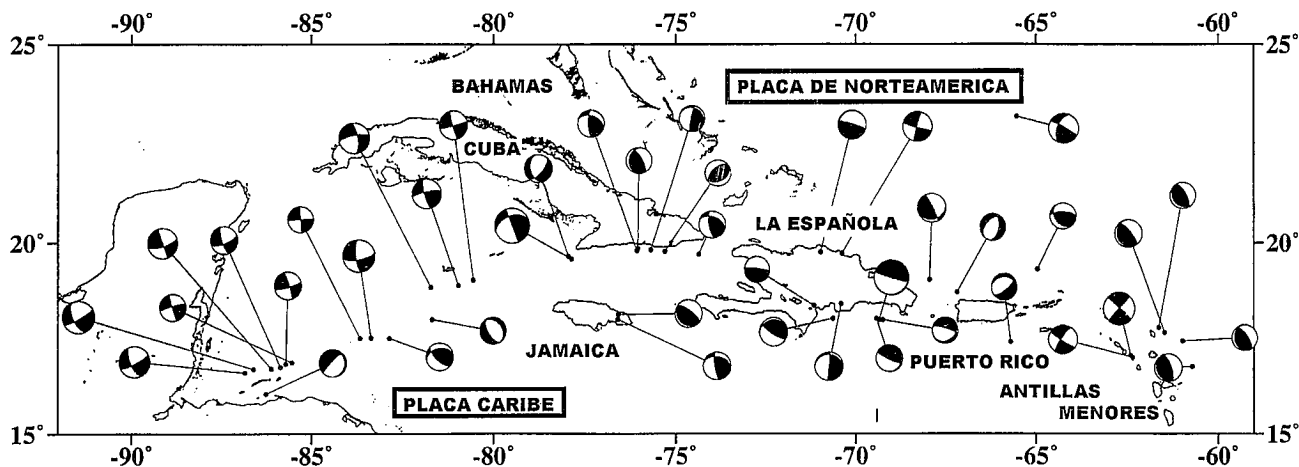 -90° -85° -80° -75° -70° -65° -60°
25° 25°
BAHAMAS PLACA DE NORTEAMERICA
CUBA
LA ESPAÑOLA
20° 20°
JAMAICA PUERTO RICO
ANTILLAS
PLACA CARIBE MENORES
15° 15°
-90° -85° -80° -75° -70° -65° -60°